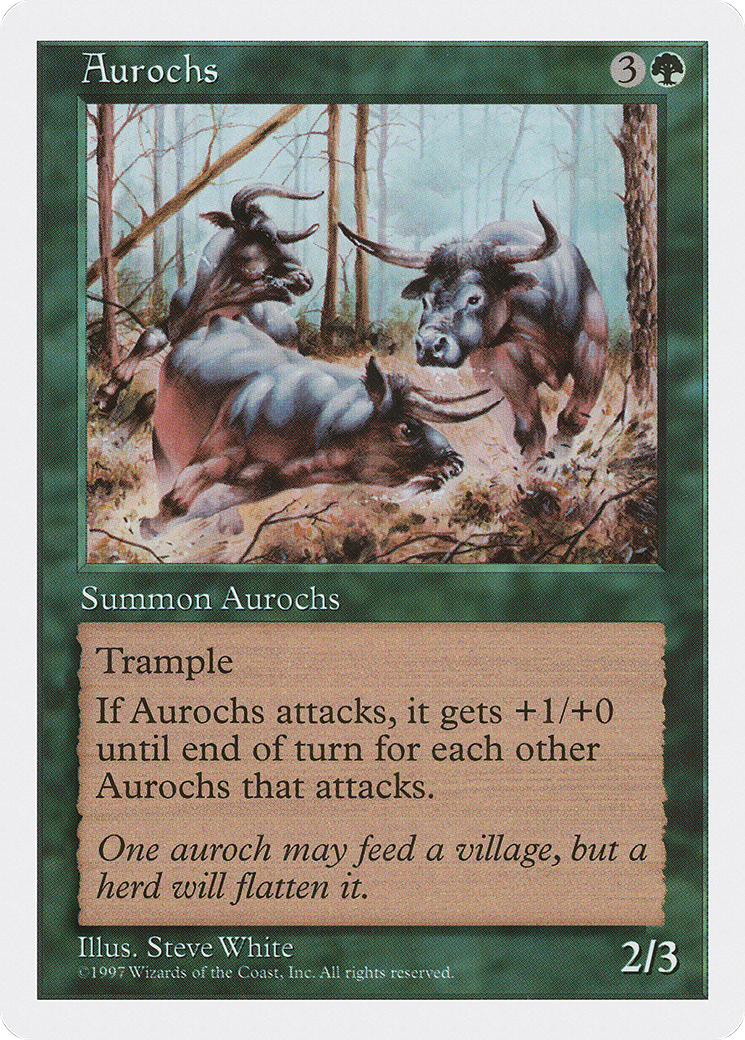 Aurochs 3
Summon Aurochs
Trample
If Aurochs attacks, it gets +1/+0
until end of turn for each other
Aurochs that attacks.
One auroch may feed a village, but a
herd will flatten it.
Illus. Steve White
©1997 Wizards of the Coast, Inc. All rights reserved.
2/3